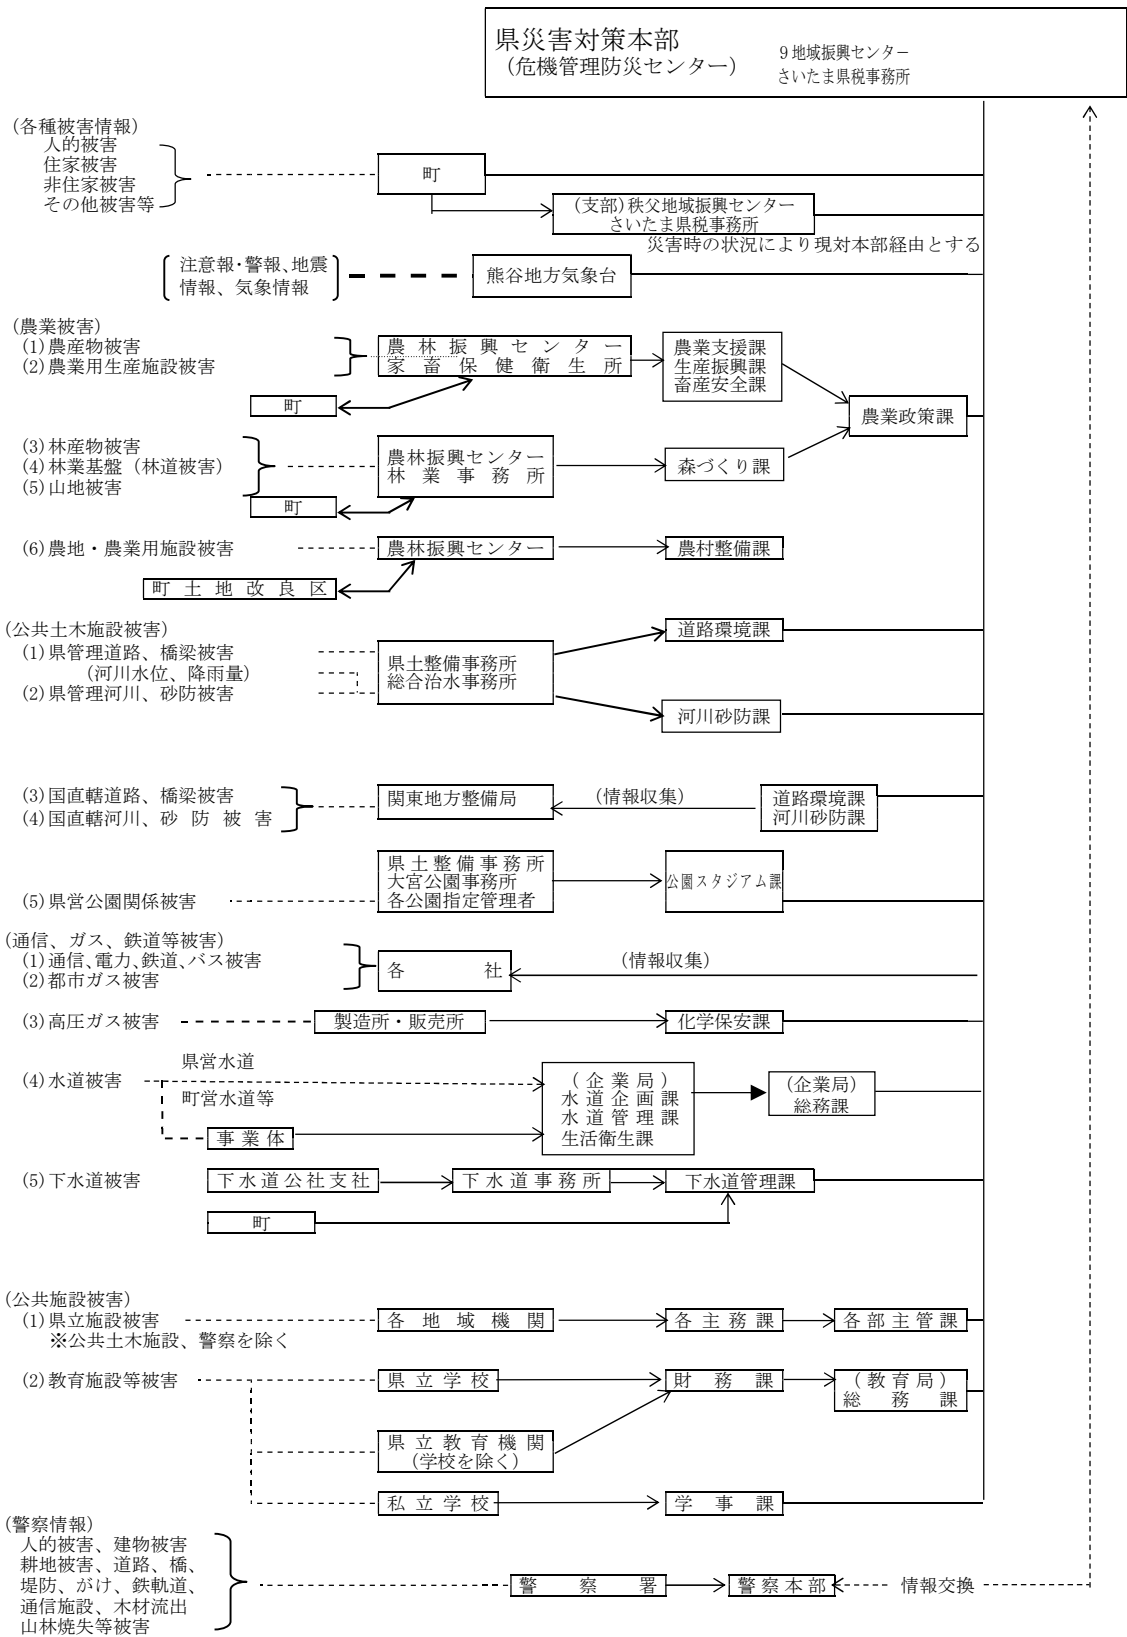 県災害対策本部
（危機管理防災センター）
９地域振興センター
さいたま県税事務所
(各種被害情報)
人的被害
住家被害
非住家被害
その他被害等
町
(支部)秩父地域振興センター
さいたま県税事務所
災害時の状況により現対本部経由とする
注意報・警報、地震
情報、気象情報
熊谷地方気象台
(農業被害)
(1)農産物被害
(2)農業用生産施設被害
農林振興センター
家畜保健衛生所
農業支援課
生産振興課
畜産安全課
町
農業政策課
(3)林産物被害
(4)林業基盤（林道被害）
(5)山地被害
農林振興センター
林業事務所
森づくり課
町
(6)農地・農業用施設被害
農林振興センター
農村整備課
町土地改良区
(公共土木施設被害)
(1)県管理道路、橋梁被害
(河川水位、降雨量)
(2)県管理河川、砂防被害
県土整備事務所
総合治水事務所
道路環境課
河川砂防課
(3)国直轄道路、橋梁被害
(4)国直轄河川、砂防被害
関東地方整備局
(情報収集)
道路環境課
河川砂防課
(5)県営公園関係被害
県土整備事務所
大宮公園事務所
各公園指定管理者
公園スタジアム課
(通信、ガス、鉄道等被害)
(1)通信、電力、鉄道、バス被害
(2)都市ガス被害
各社
(情報収集)
(3)高圧ガス被害
製造所・販売所
化学保安課
(4)水道被害
県営水道
町営水道等
事業体
(企業局)
水道企画課
水道管理課
生活衛生課
(企業局)
総務課
(5)下水道被害
下水道公社支社
下水道事務所
下水道管理課
町
(公共施設被害)
(1)県立施設被害
※公共土木施設、警察を除く
各地域機関
各主務課
各部主管課
(2)教育施設等被害
県立学校
財務課
(教育局)
総務課
県立教育機関
(学校を除く)
私立学校
学事課
(警察情報)
人的被害、建物被害
耕地被害、道路、橋、
堤防、がけ、鉄軌道、
通信施設、木材流出
山林焼失等被害
警察署
警察本部
情報交換